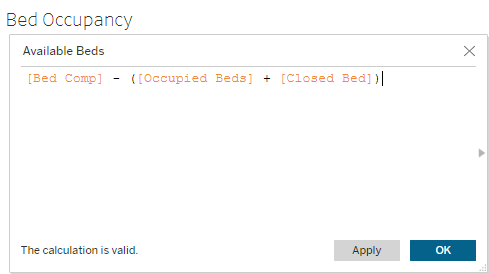 Bed Occupancy
Available Beds
[Bed Comp] - ([Occupied Beds] + [Closed Bed])
The calculation is valid.
Apply
OK